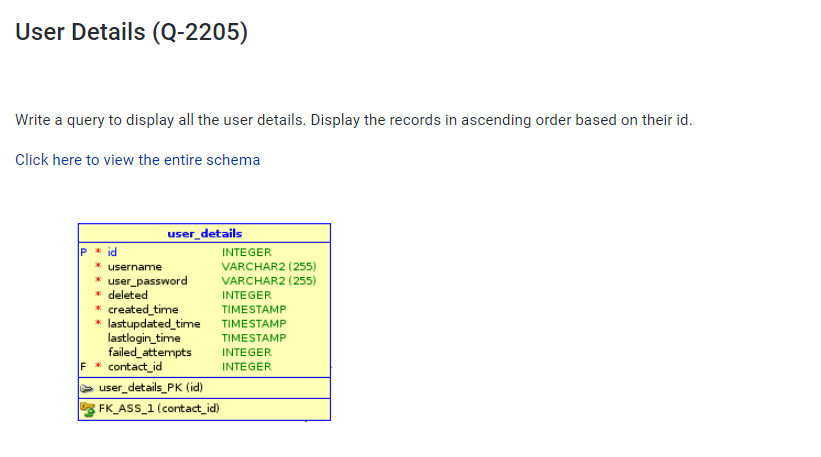 User Details (Q-2205)
Write a query to display all the user details. Display the records in ascending order based on their id.
Click here to view the entire schema
user_details
P * id INTEGER
* username VARCHAR2 (255)
* user_password VARCHAR2 (255)
* deleted INTEGER
* created_time TIMESTAMP
* lastupdated_time TIMESTAMP
lastlogin_time TIMESTAMP
failed_attempts INTEGER
F * contact_id INTEGER
user_details_PK (id)
FK_ASS_1 (contact_id)